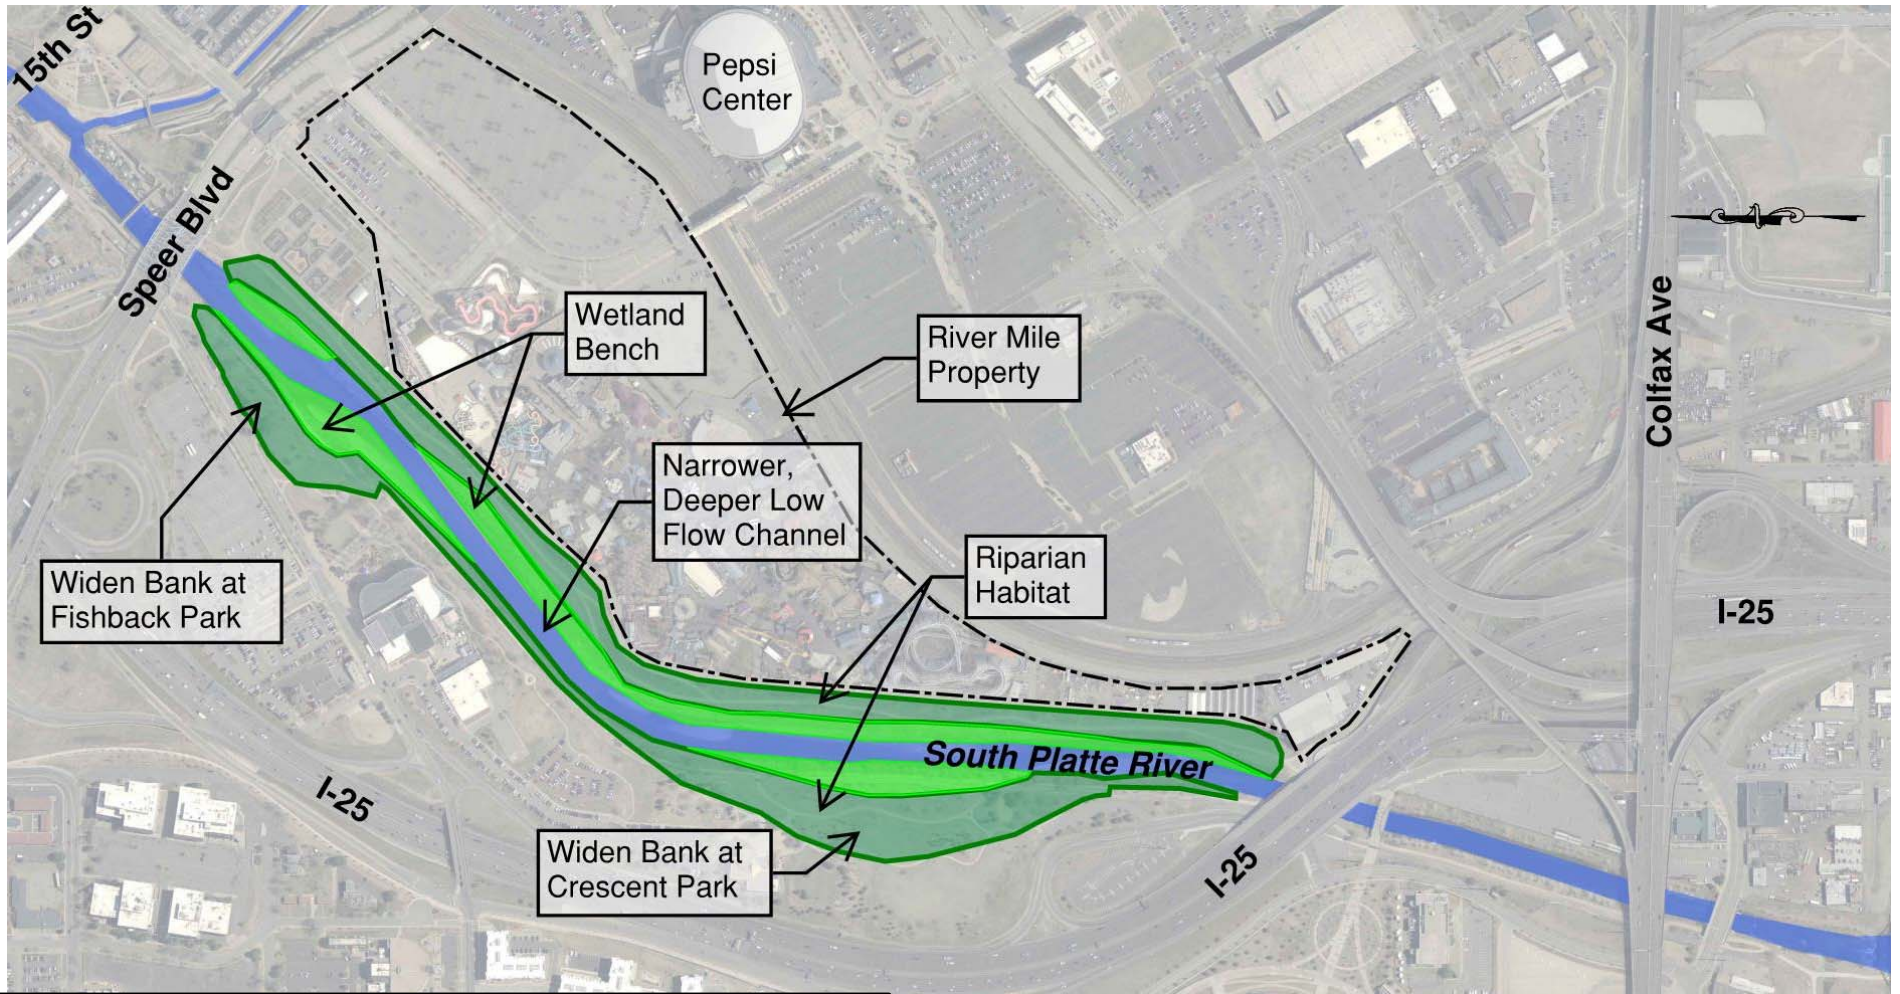 15th St
Pepsi
Center
Speer Blvd
Wetland
Bench
River Mile
Property
Colfax Ave
Narrower,
Deeper Low
Flow Channel
Riparian
Habitat
Widen Bank at
Fishback Park
I-25
South Platte River
I-25
Widen Bank at
Crescent Park
I-25